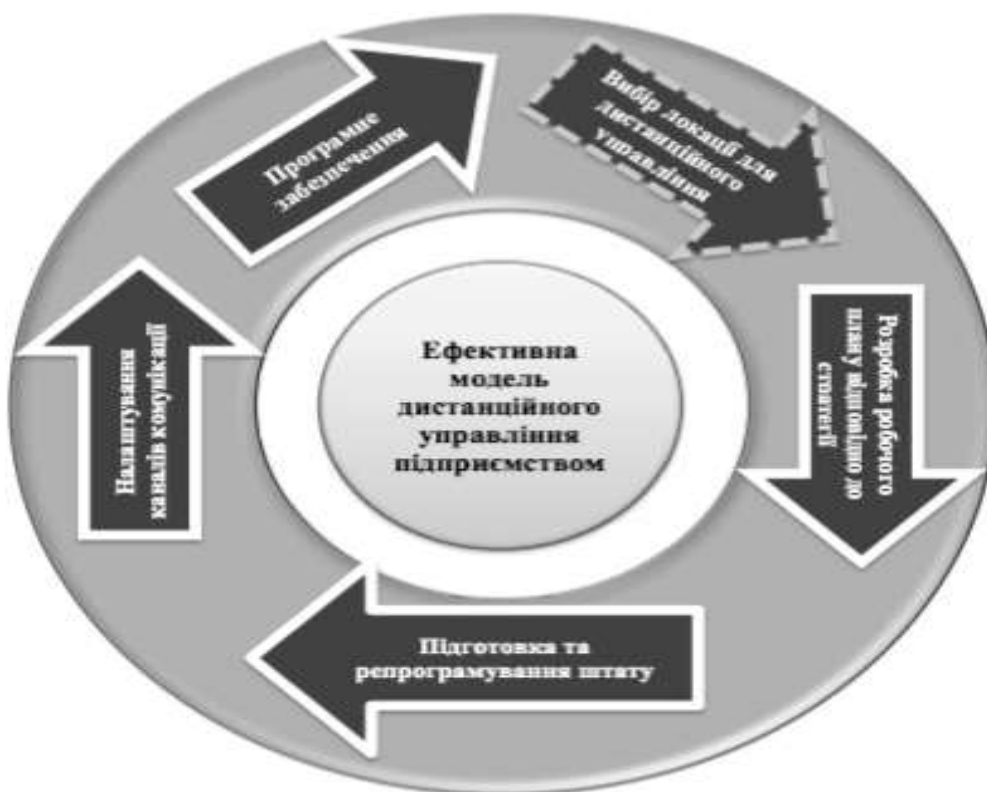 Програмне
забезпечення
Вибір локації для
дистанційного
управління
Розробка робочого
плану відповідно до
стратегії
Підготовка та
репрограмування штату
Налаштування
каналів комунікації
Ефективна
модель
дистанційного
управління
підприємством